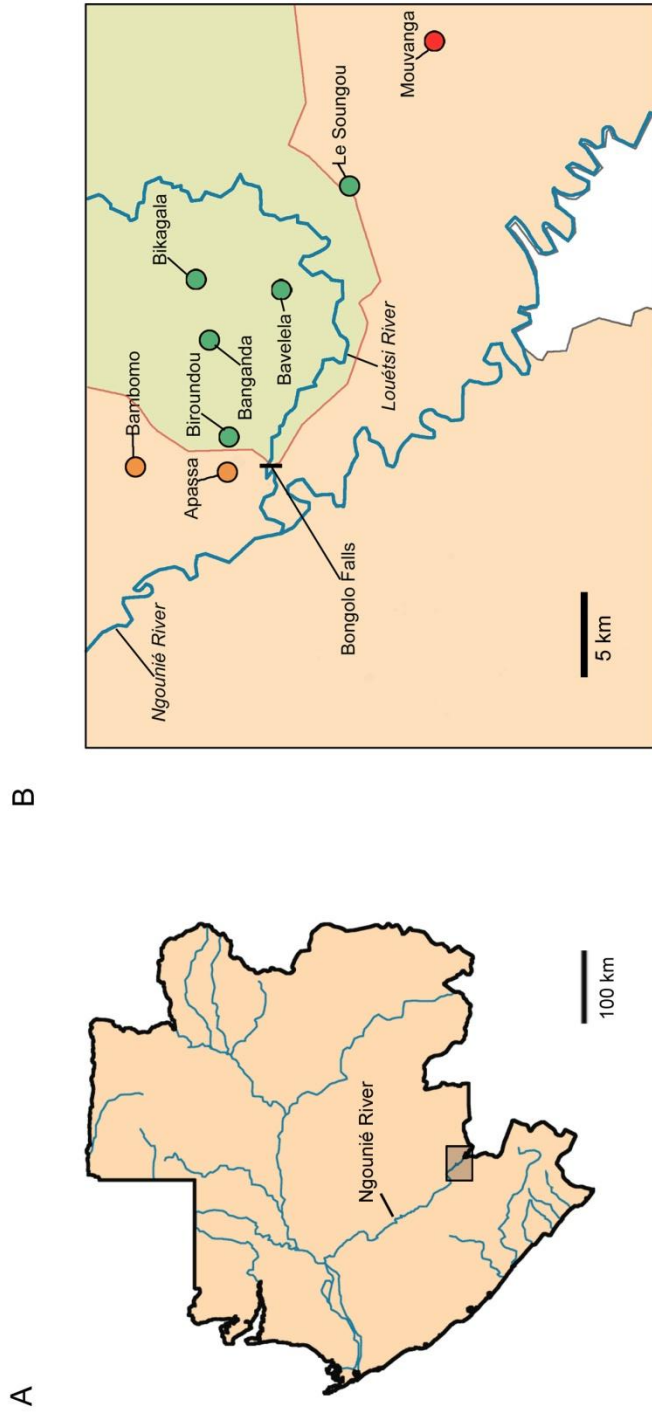 A
Ngounié River
100 km
B
Bambomo
Bikagala
Biroundou
Banganda
Apassa
Bavelela
Le Soungou
Mouvanga
Ngounié River
Louétsi River
Bongolo Falls
5 km